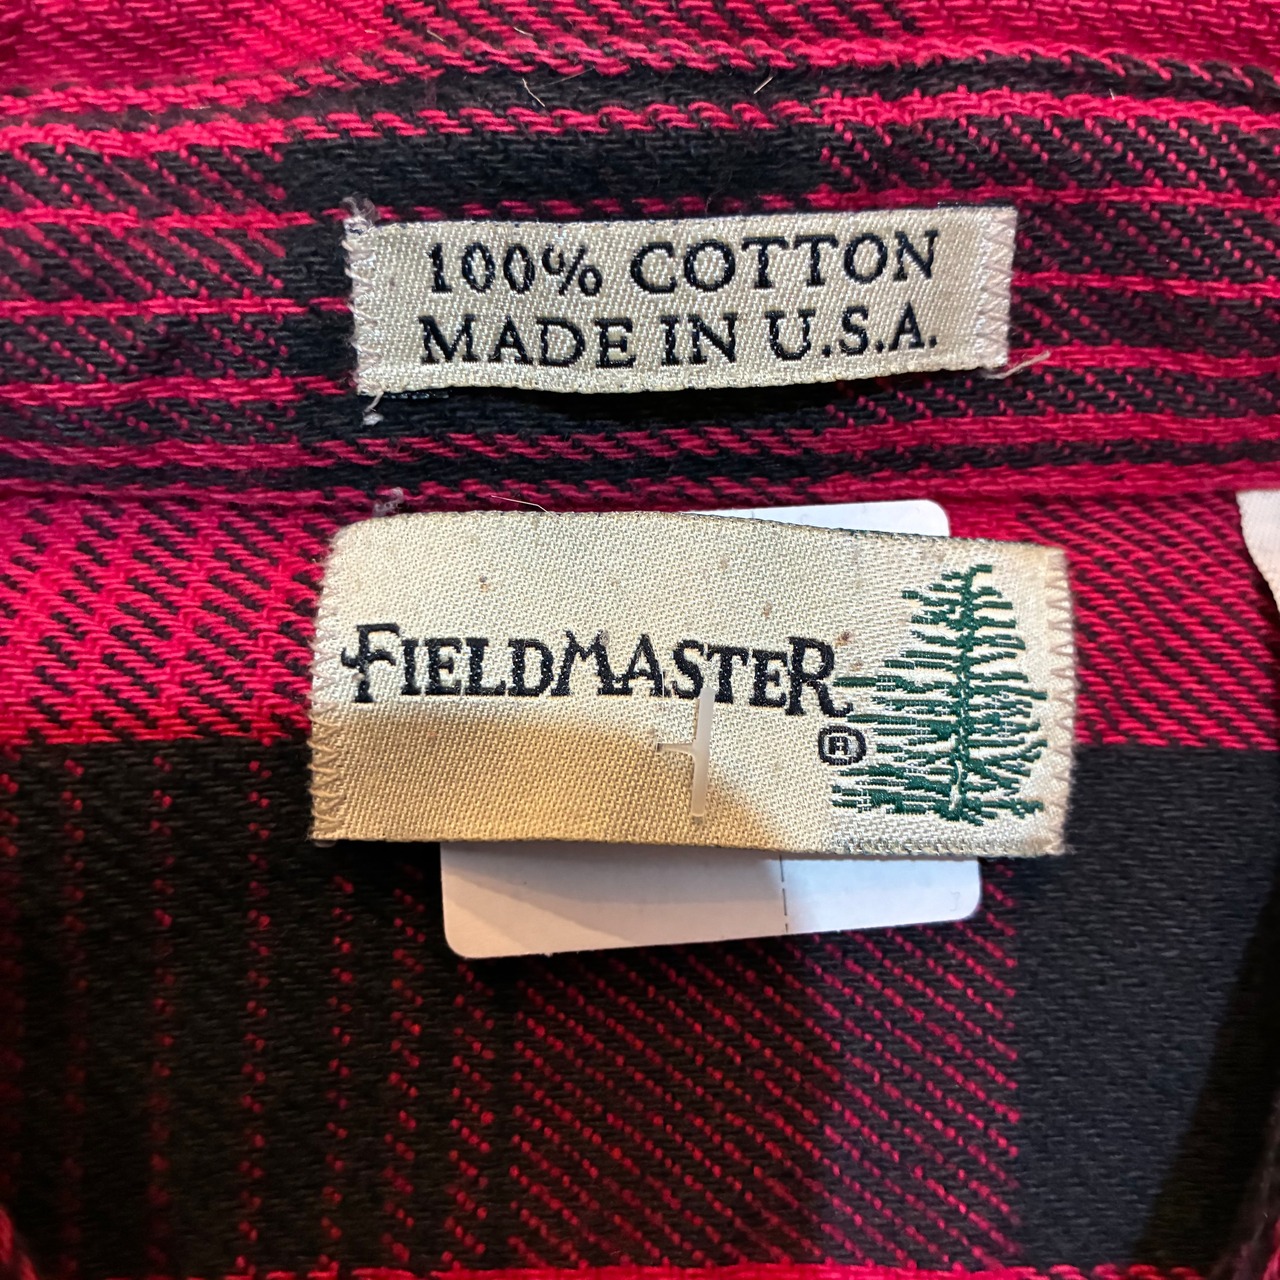 100% COTTON
MADE IN U.S.A.
FIELDMASTER
®